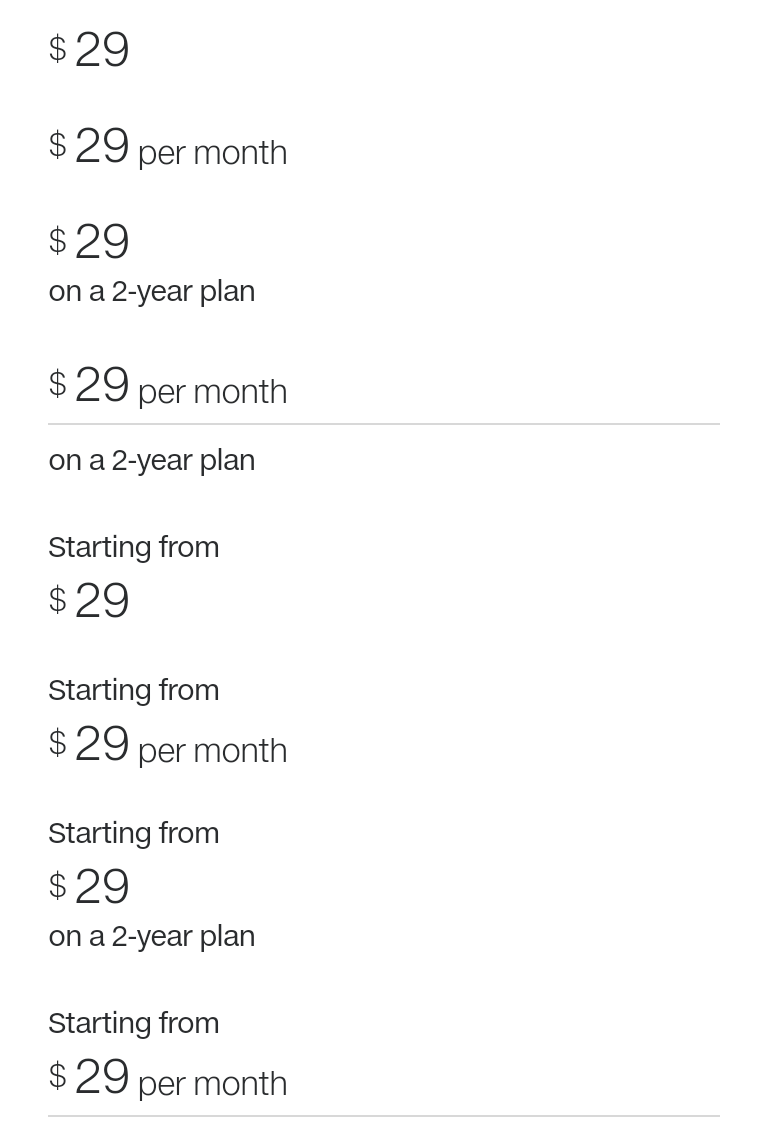 $ 29
$ 29 per month
$ 29
on a 2-year plan
$ 29 per month
on a 2-year plan
Starting from
$ 29
Starting from
$ 29 per month
Starting from
$ 29
on a 2-year plan
Starting from
$ 29 per month